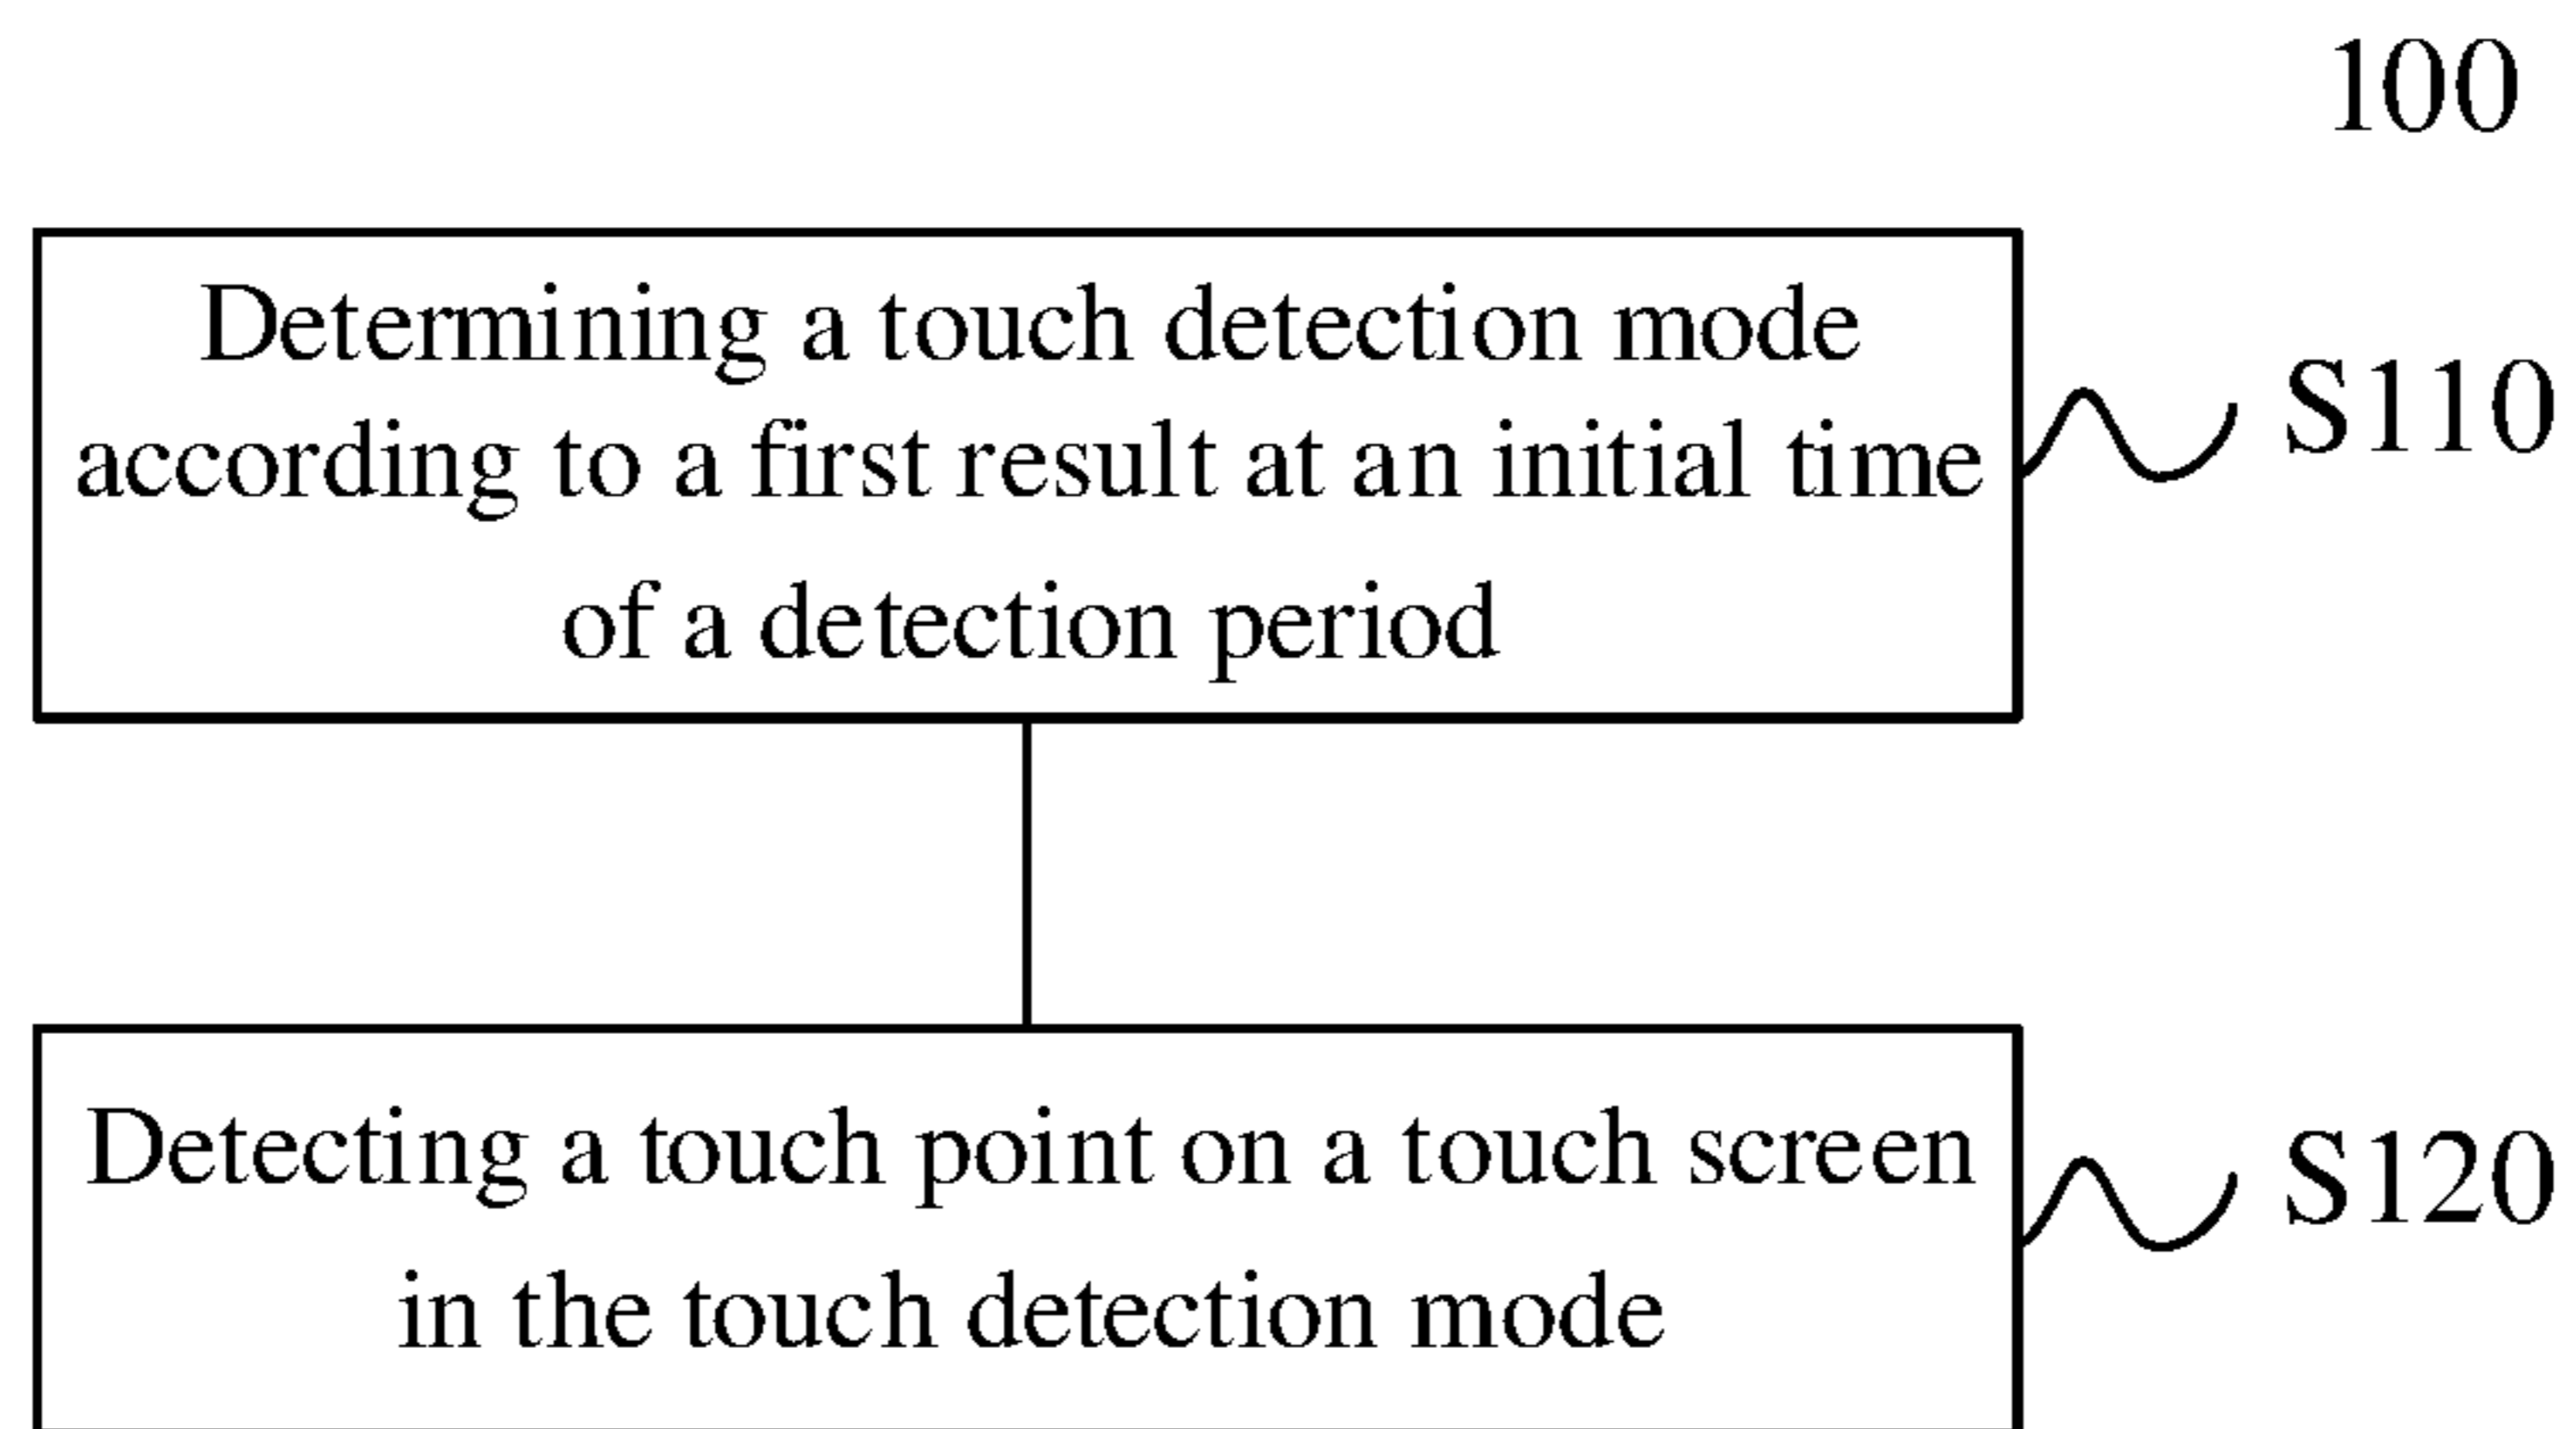 100
Determining a touch detection mode
according to a first result at an initial time
of a detection period
S110
Detecting a touch point on a touch screen
in the touch detection mode
S120